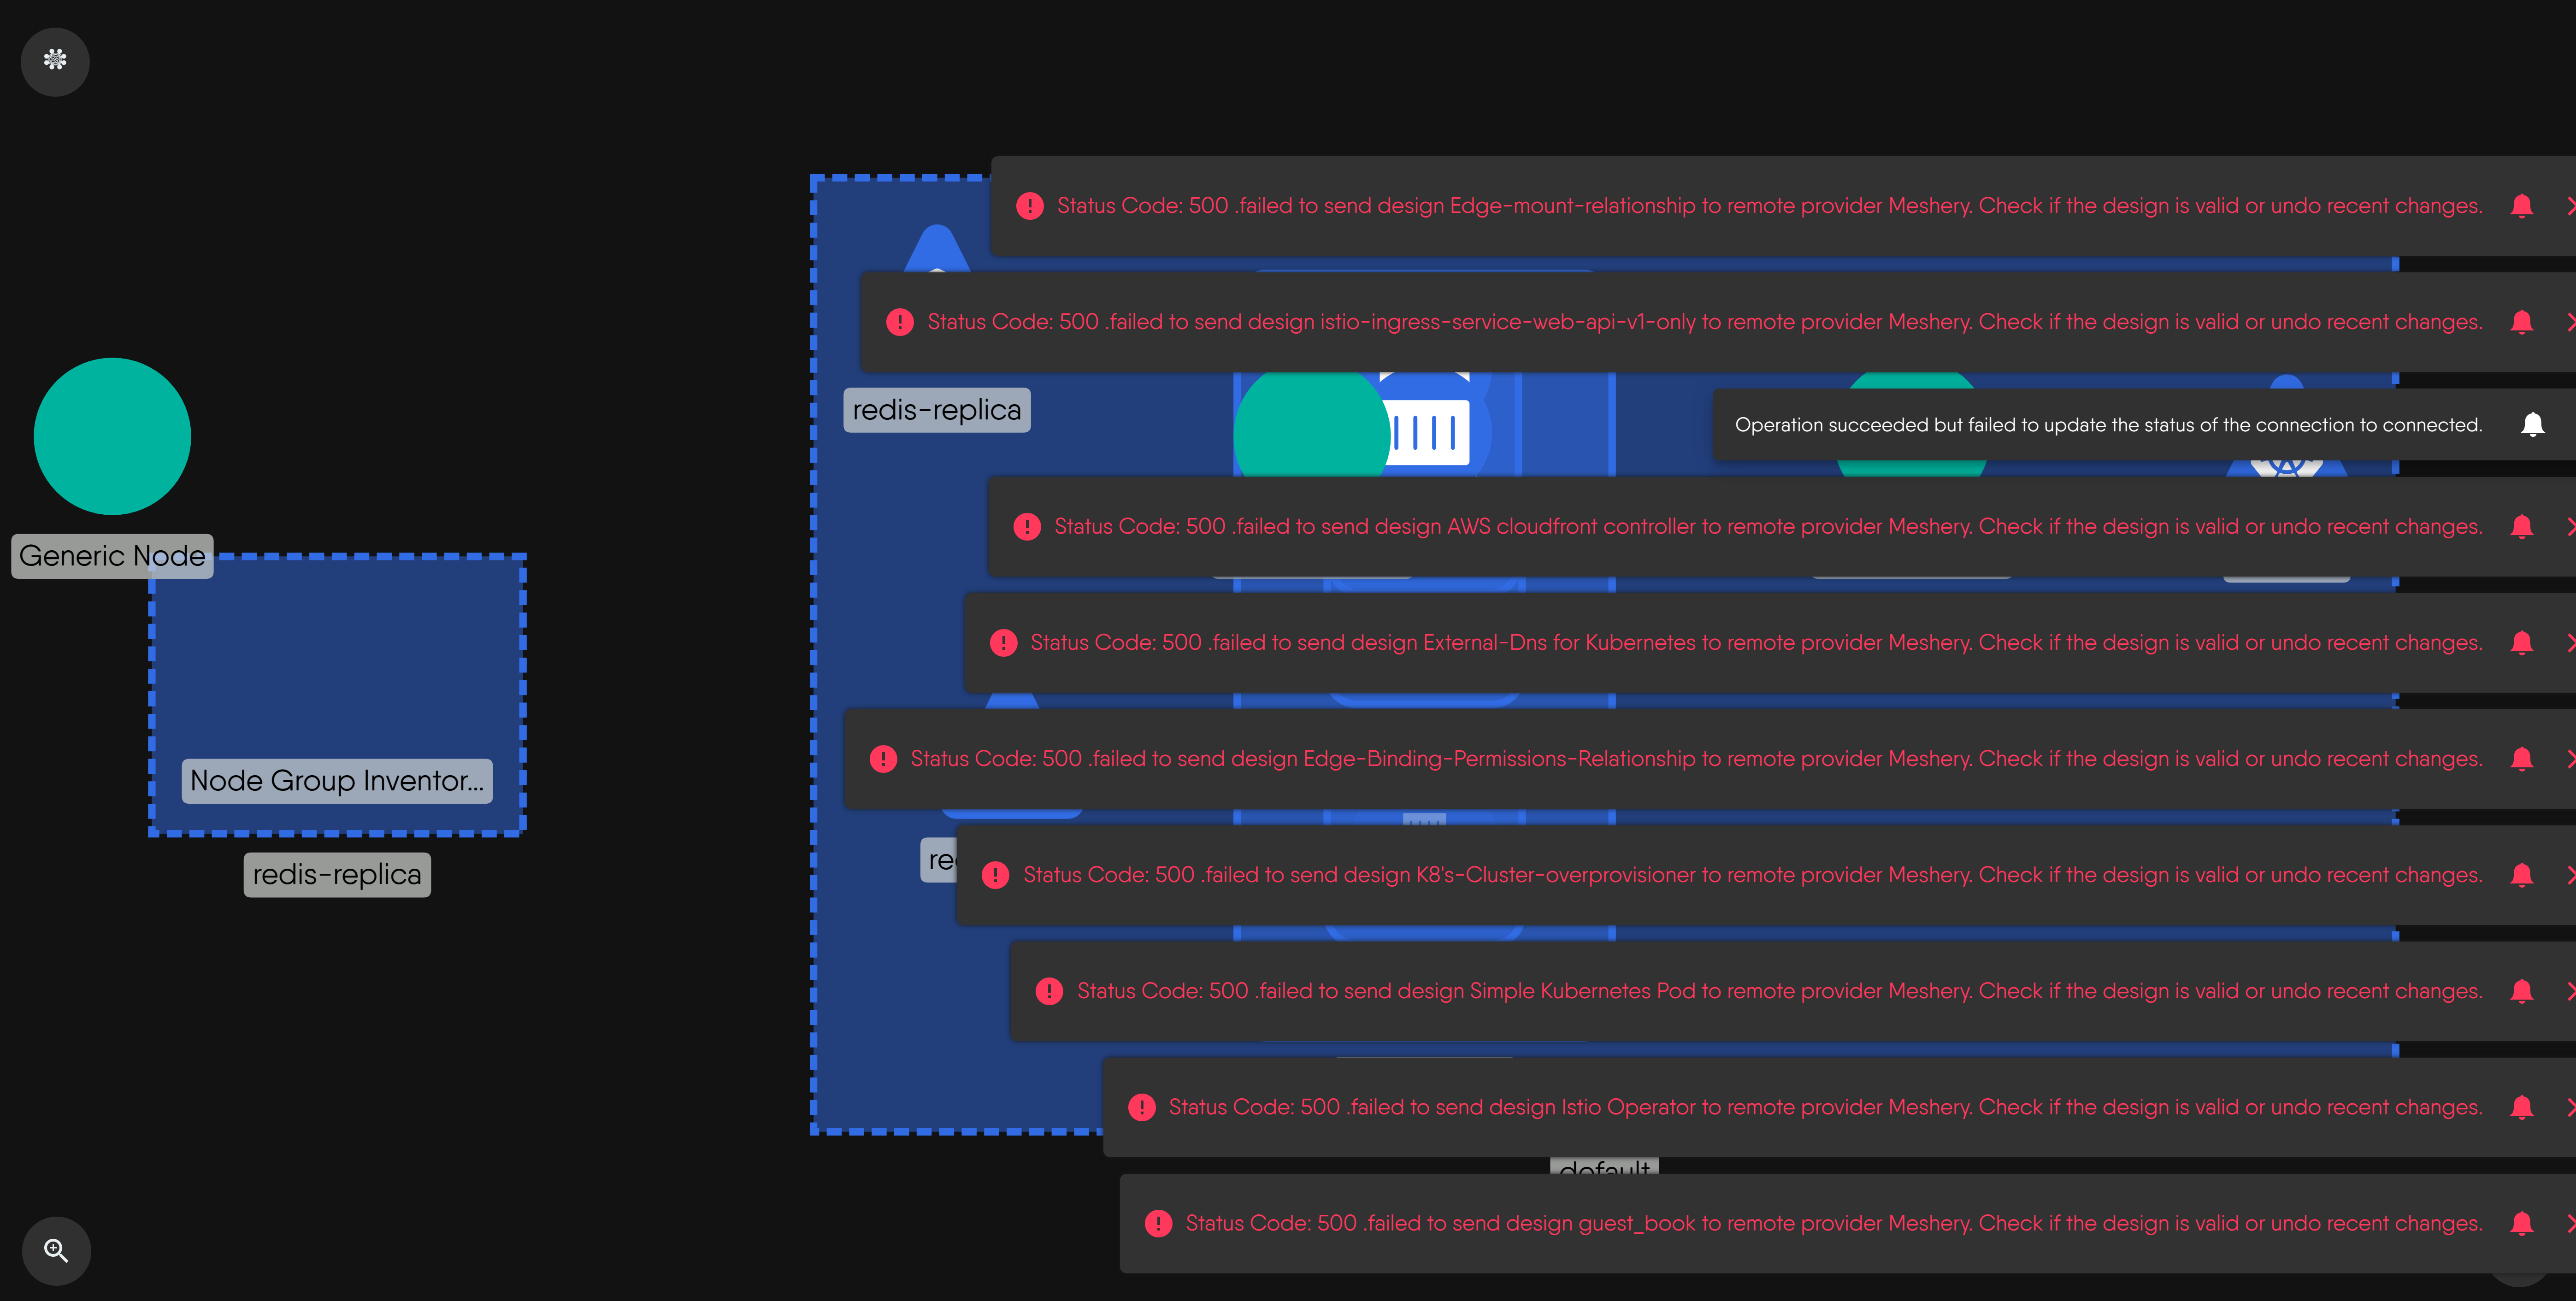 Status Code: 500 .failed to send design Edge-mount-relationship to remote provider Meshery. Check if the design is valid or undo recent changes.
Status Code: 500 .failed to send design istio-ingress-service-web-api-v1-only to remote provider Meshery. Check if the design is valid or undo recent changes.
redis-replica
Operation succeeded but failed to update the status of the connection to connected.
Status Code: 500 .failed to send design AWS cloudfront controller to remote provider Meshery. Check if the design is valid or undo recent changes.
Generic Node
Status Code: 500 .failed to send design External-Dns for Kubernetes to remote provider Meshery. Check if the design is valid or undo recent changes.
Status Code: 500 .failed to send design Edge-Binding-Permissions-Relationship to remote provider Meshery. Check if the design is valid or undo recent changes.
Node Group Inventor...
redis-replica
Status Code: 500 .failed to send design K8's-Cluster-overprovisioner to remote provider Meshery. Check if the design is valid or undo recent changes.
Status Code: 500 .failed to send design Simple Kubernetes Pod to remote provider Meshery. Check if the design is valid or undo recent changes.
Status Code: 500 .failed to send design Istio Operator to remote provider Meshery. Check if the design is valid or undo recent changes.
default
Status Code: 500 .failed to send design guest_book to remote provider Meshery. Check if the design is valid or undo recent changes.